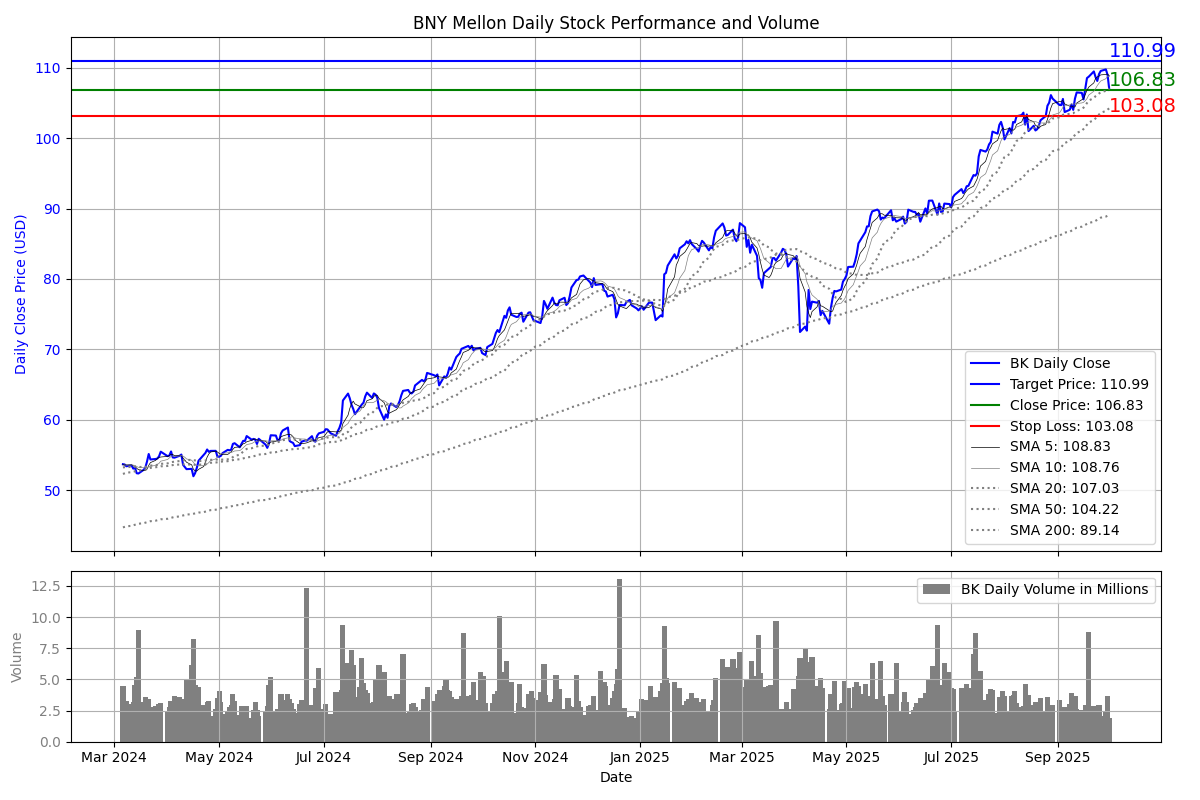 BNY Mellon Daily Stock Performance and Volume
110.99
106.83
103.08
110
100
90
80
70
60
50
Daily Close Price (USD)
BK Daily Close
Target Price: 110.99
Close Price: 106.83
Stop Loss: 103.08
SMA 5: 108.83
SMA 10: 108.76
SMA 20: 107.03
SMA 50: 104.22
SMA 200: 89.14
12.5
10.0
7.5
5.0
2.5
0.0
Volume
BK Daily Volume in Millions
Mar 2024
May 2024
Jul 2024
Sep 2024
Nov 2024
Jan 2025
Mar 2025
May 2025
Jul 2025
Sep 2025
Date